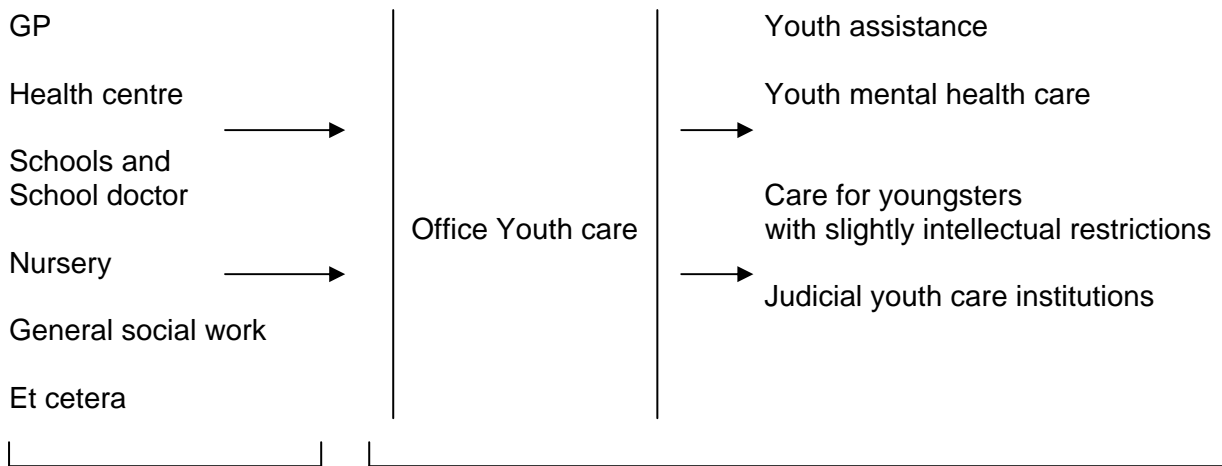 GP
Health centre
Schools and
School doctor
Nursery
General social work
Et cetera
Office Youth care
Youth assistance
Youth mental health care
Care for youngsters
with slightly intellectual restrictions
Judicial youth care institutions